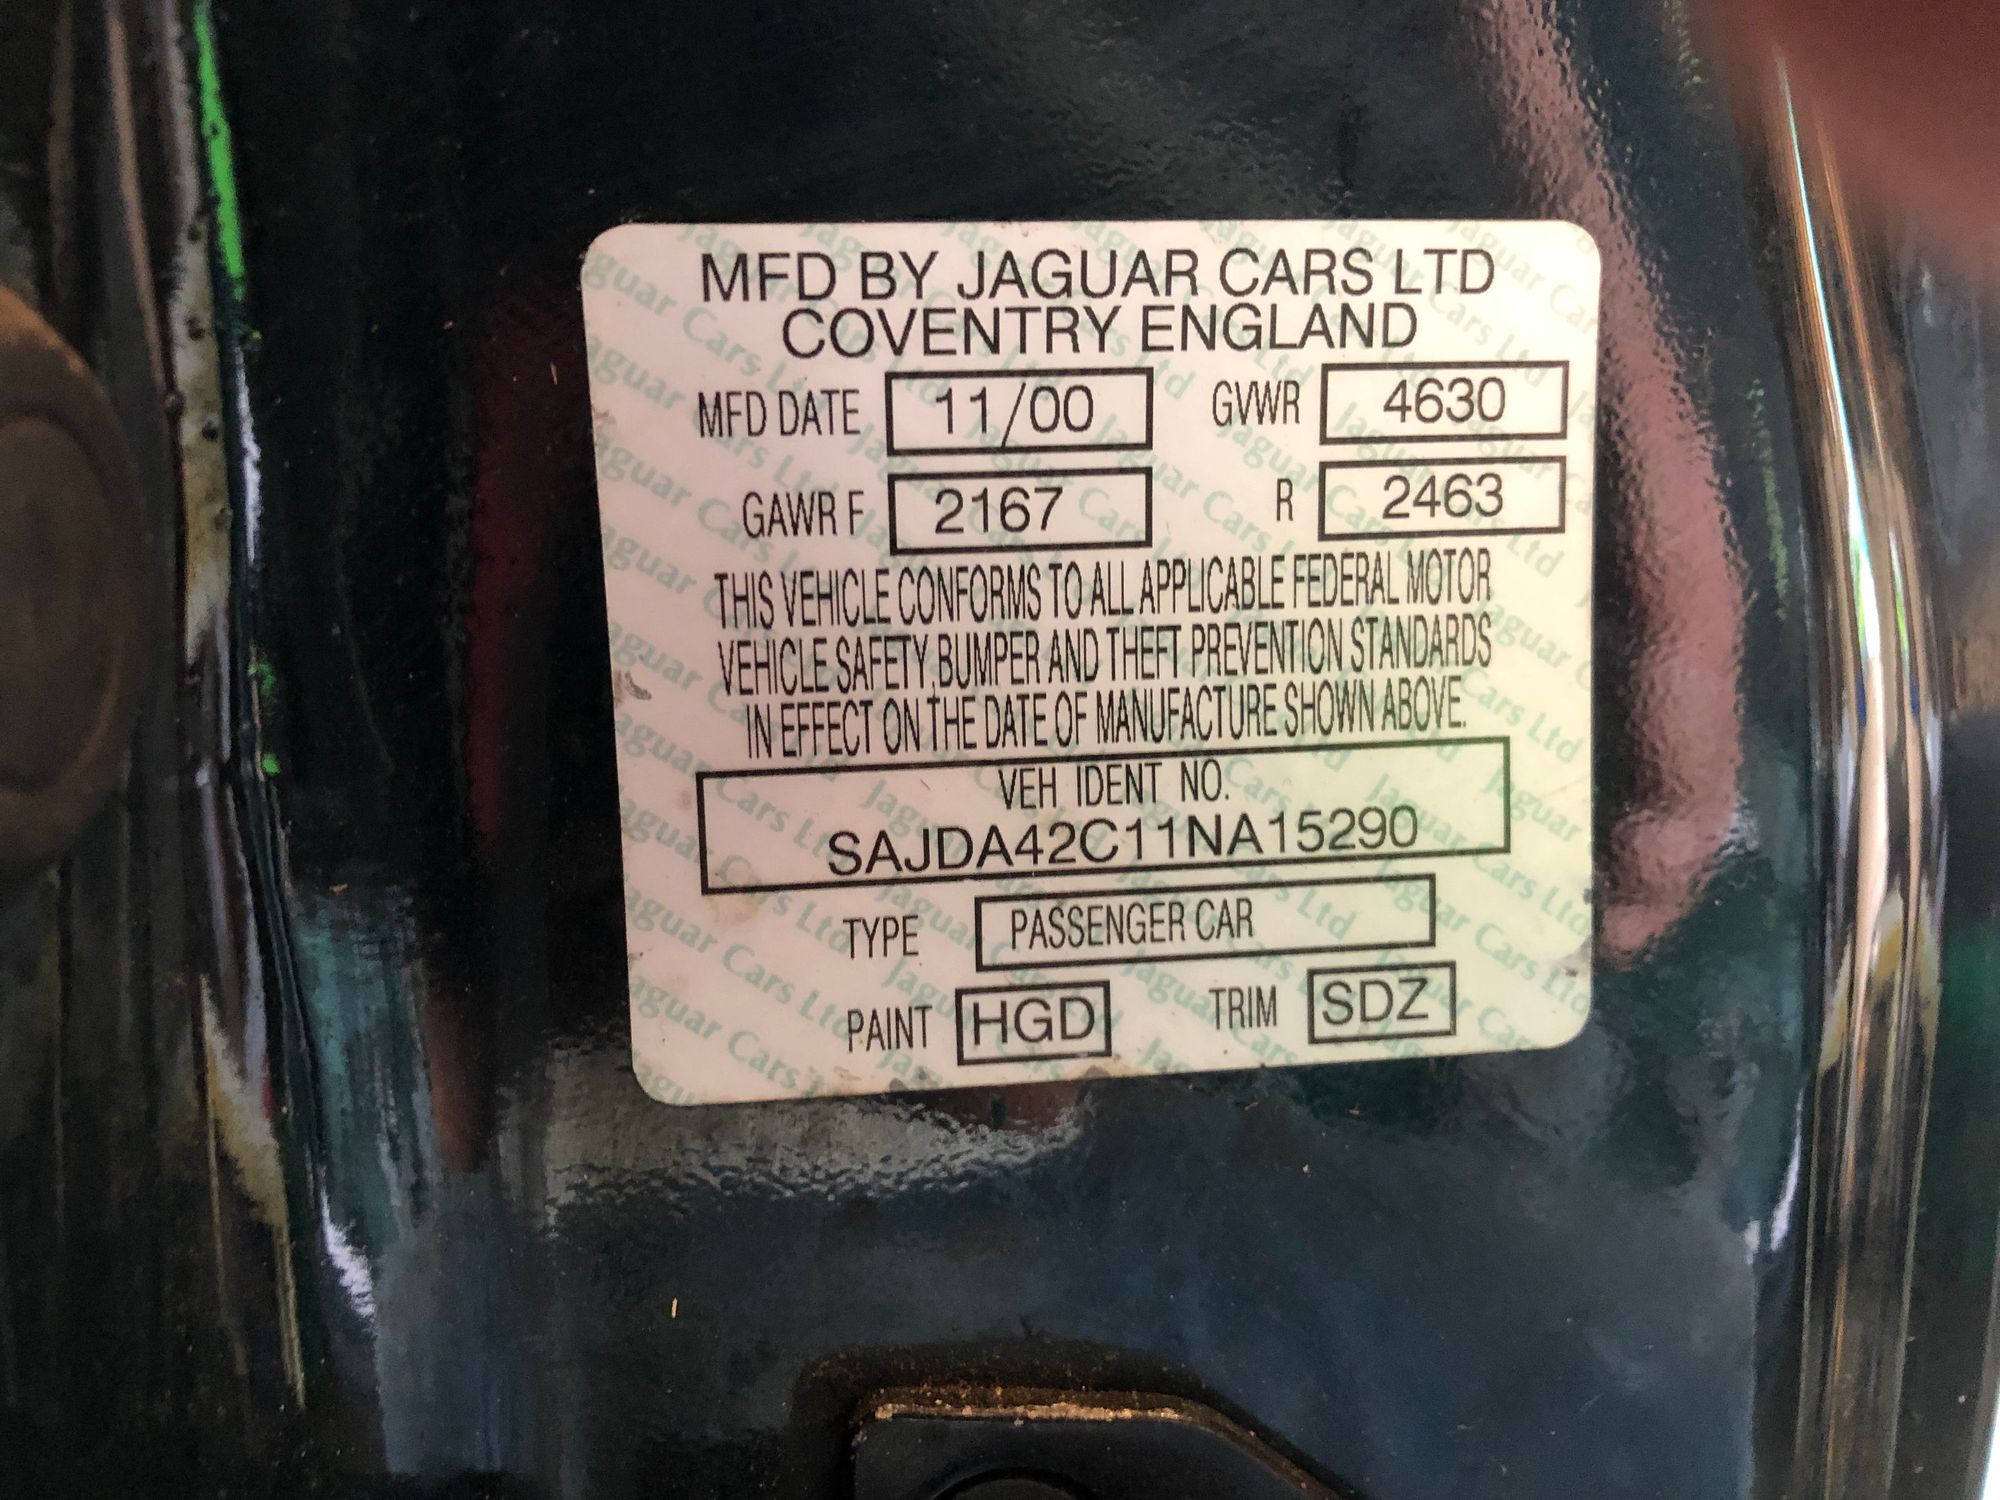 MFD BY JAGUAR CARS LTD
COVENTRY ENGLAND
MFD DATE 11/00 GVWR 4630
GAWR F 2167 R 2463
THIS VEHICLE CONFORMS TO ALL APPLICABLE FEDERAL MOTOR
VEHICLE SAFETY, BUMPER AND THEFT PREVENTION STANDARDS
IN EFFECT ON THE DATE OF MANUFACTURE SHOWN ABOVE.
VEH IDENT NO.
SAJDA42C11NA15290
TYPE PASSENGER CAR
PAINT HGD TRIM SDZ